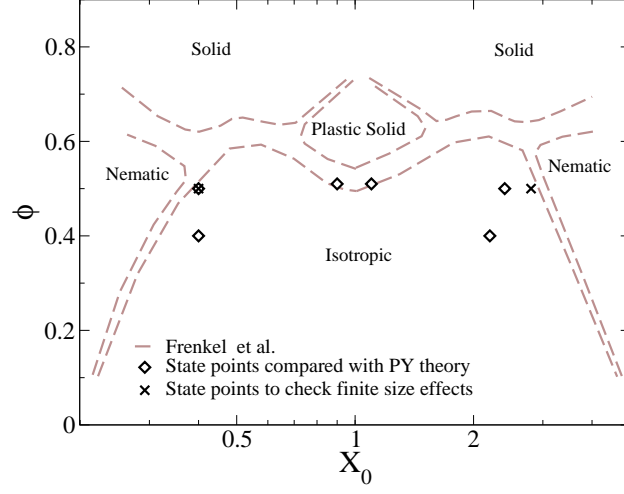 0.8
Solid
Solid
Plastic Solid
0.6
Nematic
Nematic
ϕ
0.4
Isotropic
0.2
Frenkel et al.
State points compared with PY theory
State points to check finite size effects
0
0.5
1
2
X0